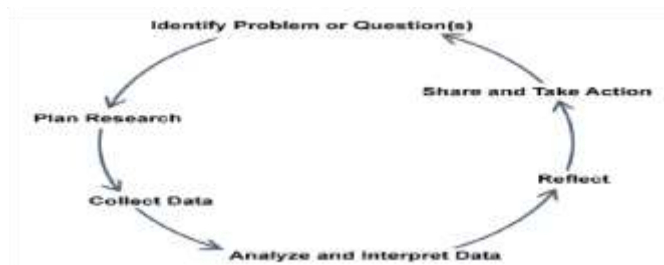 Identify Problem or Question(s)
Share and Take Action
Plan Research
Reflect
Collect Data
Analyze and Interpret Data